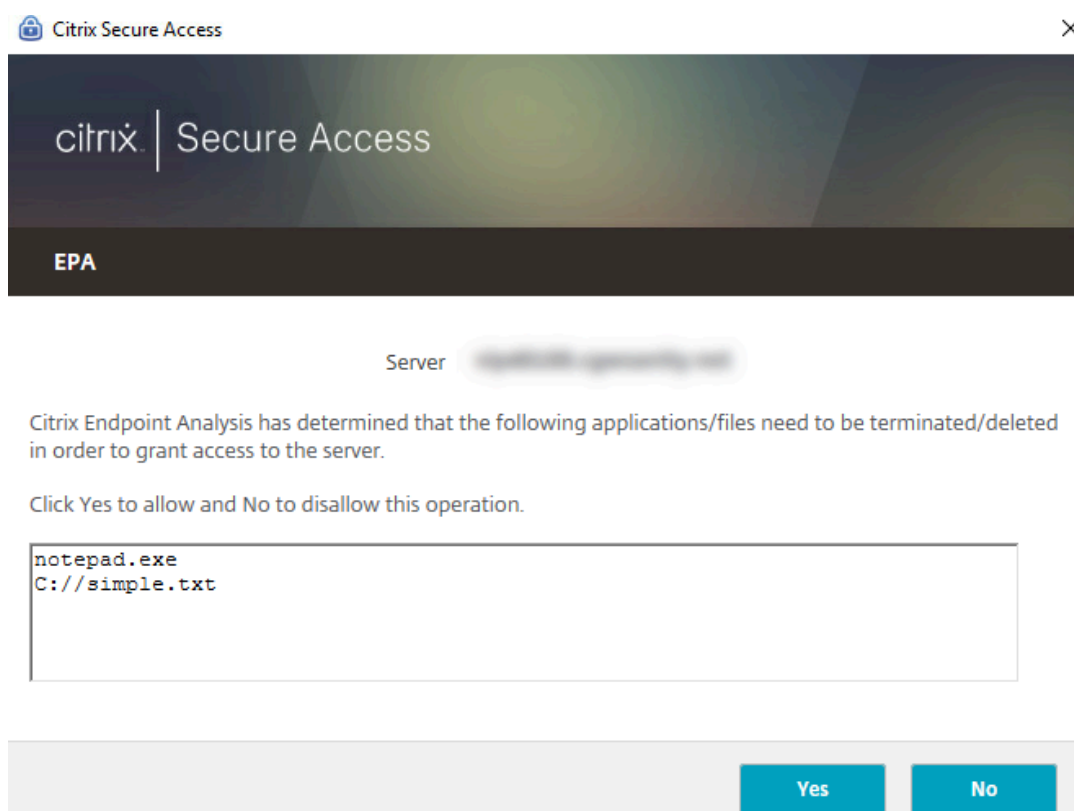 Citrix Secure Access
citrix. | Secure Access
EPA
Server
Citrix Endpoint Analysis has determined that the following applications/files need to be terminated/deleted
in order to grant access to the server.
Click Yes to allow and No to disallow this operation.
notepad.exe
C://simple.txt
Yes No